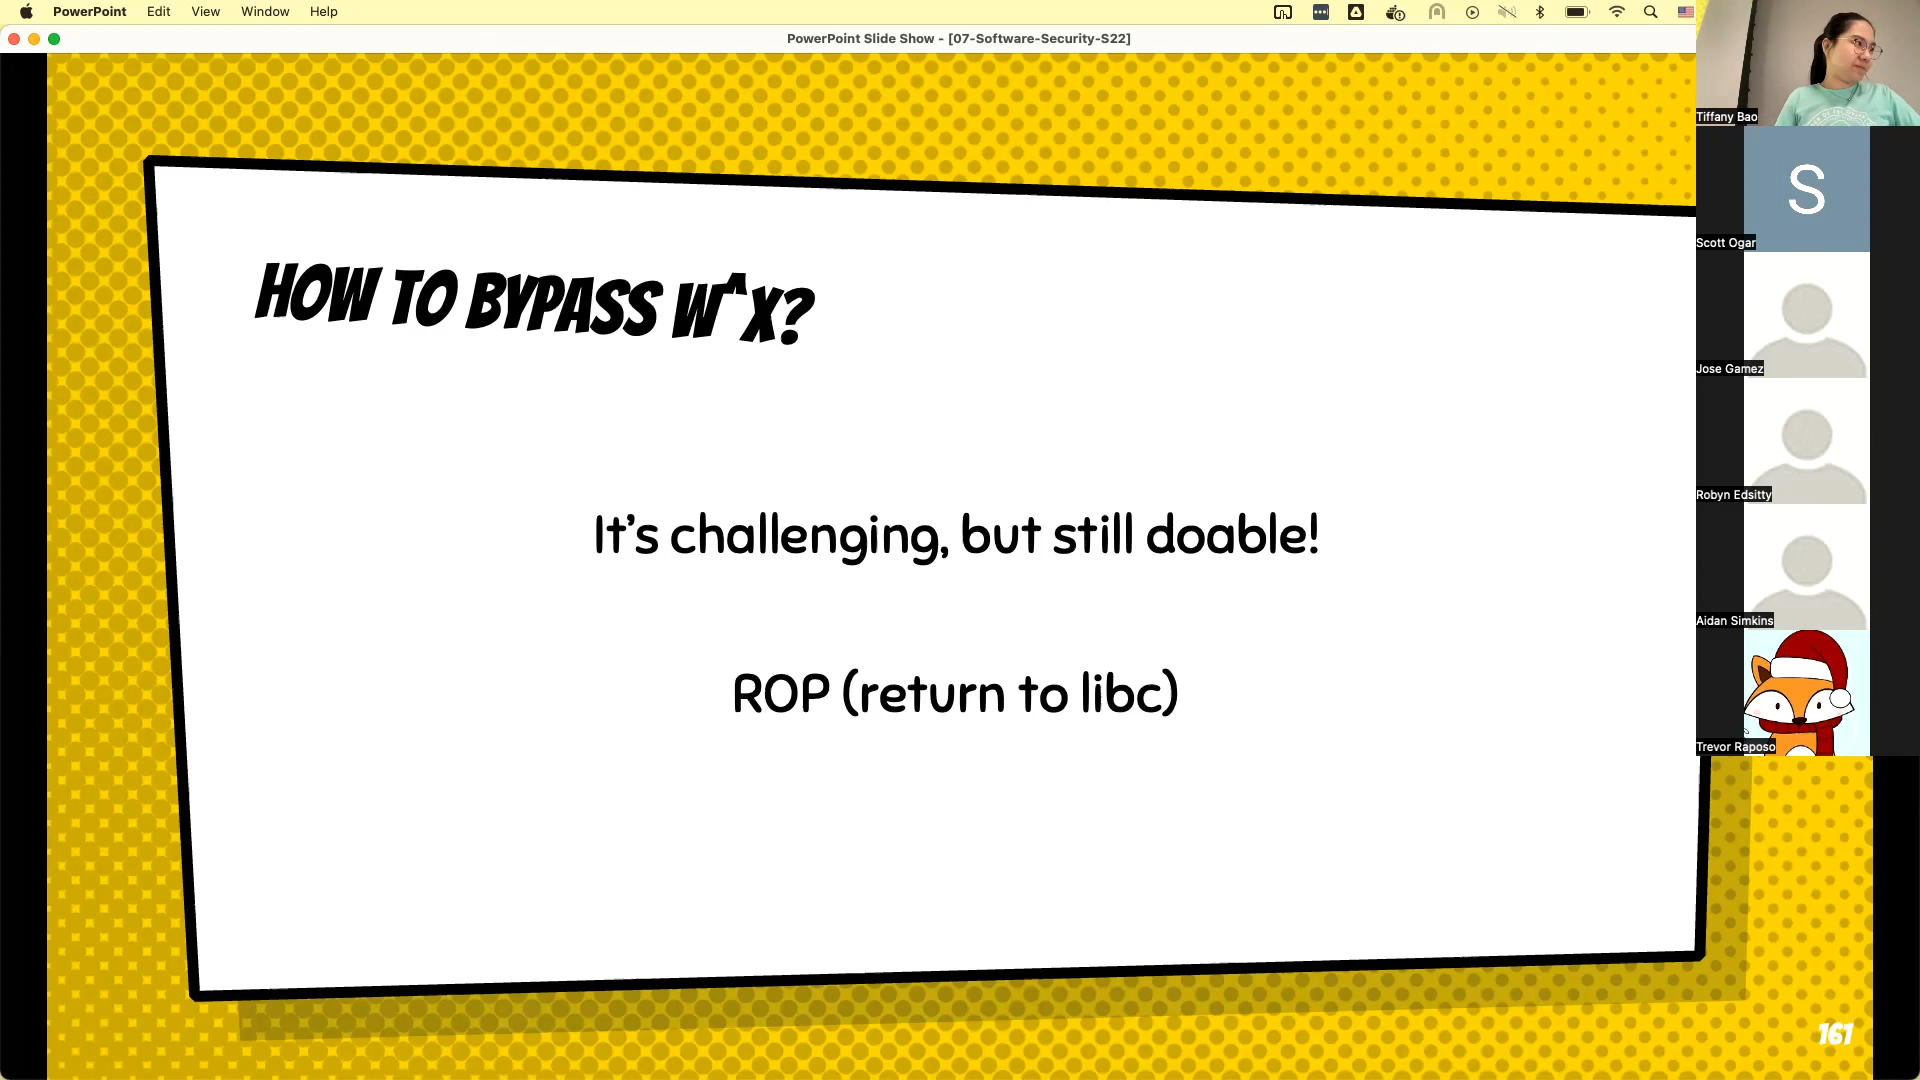 PowerPoint Edit View Window Help
PowerPoint Slide Show - [07-Software-Security-S22]
HOW TO BYPASS W^X?
It's challenging, but still doable!
ROP (return to libc)
161
Tiffany Bao
S
Scott Ogar
Jose Gamez
Robyn Edsitty
Aidan Simkins
Trevor Raposo